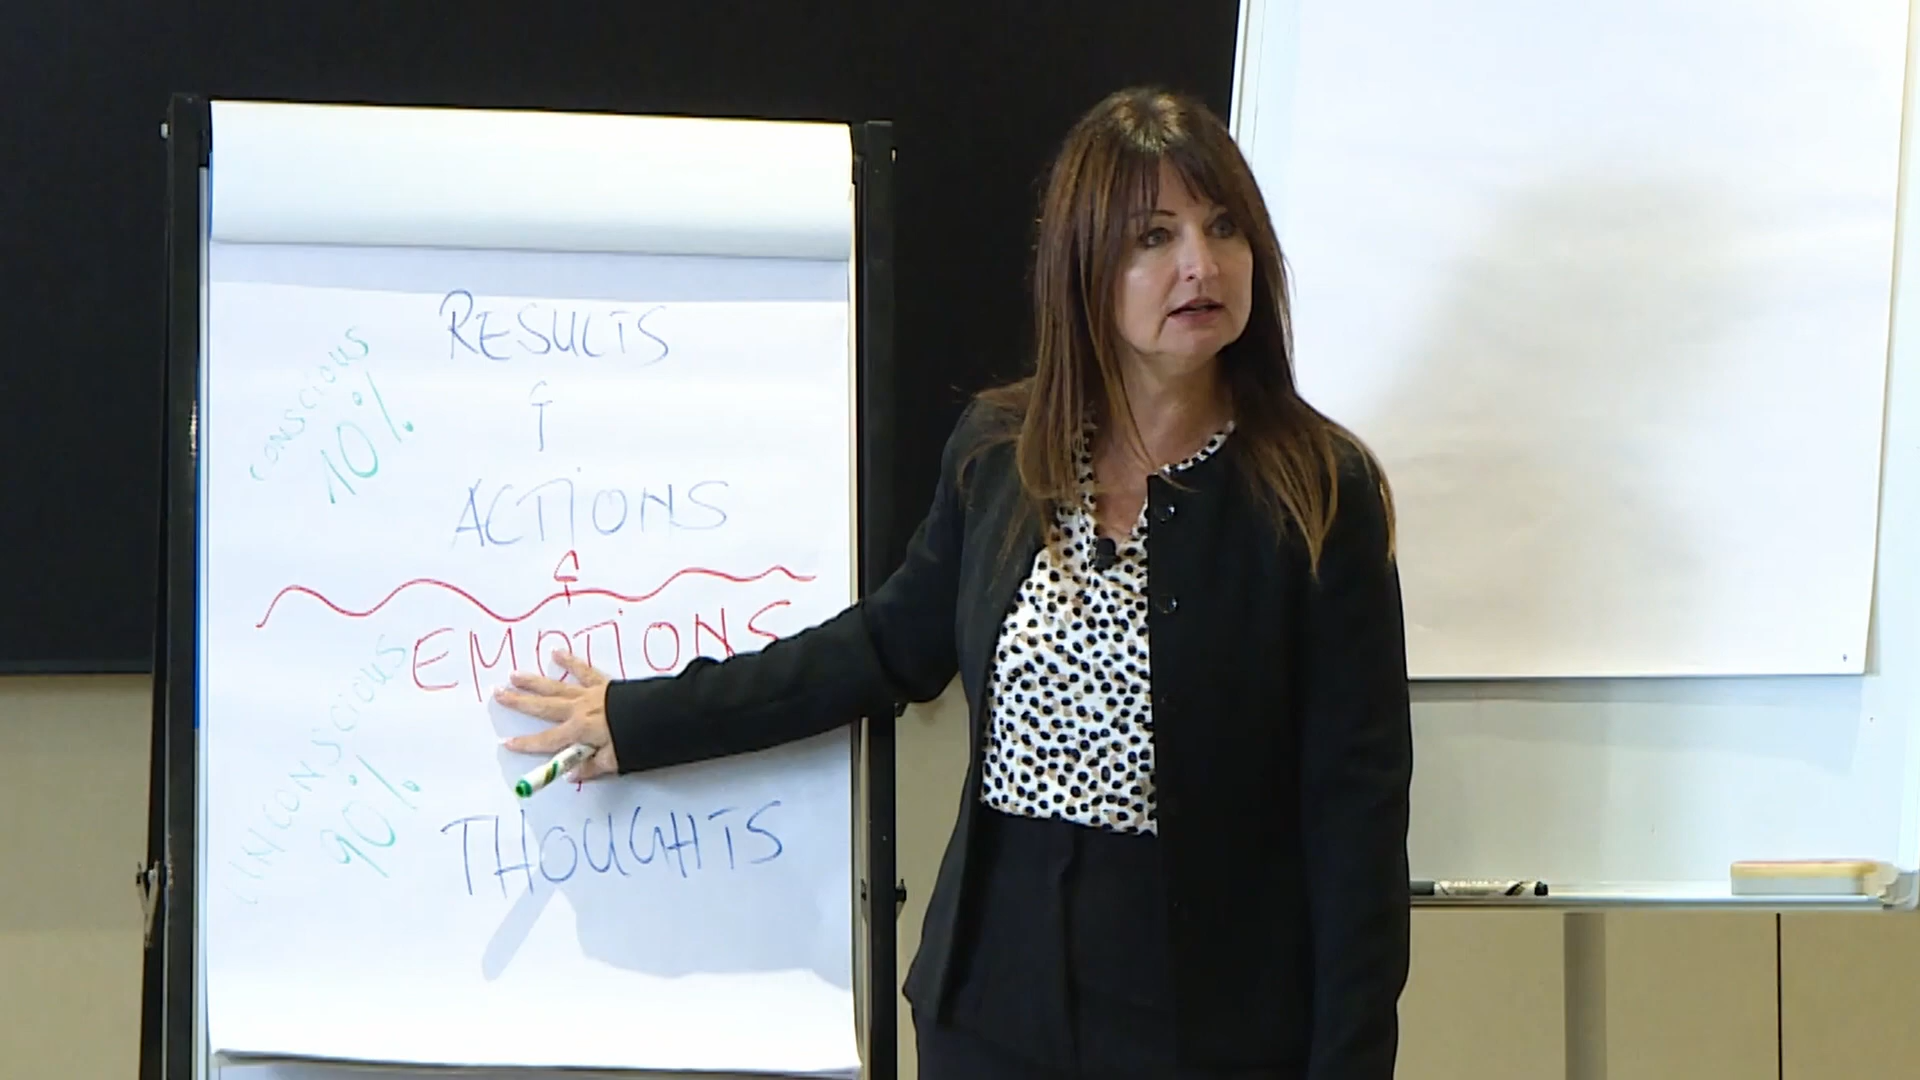 RESULTS
CONSCIOUS
10%
ACTIONS
EMOTIONS
UNCONSCIOUS
90%
THOUGHTS